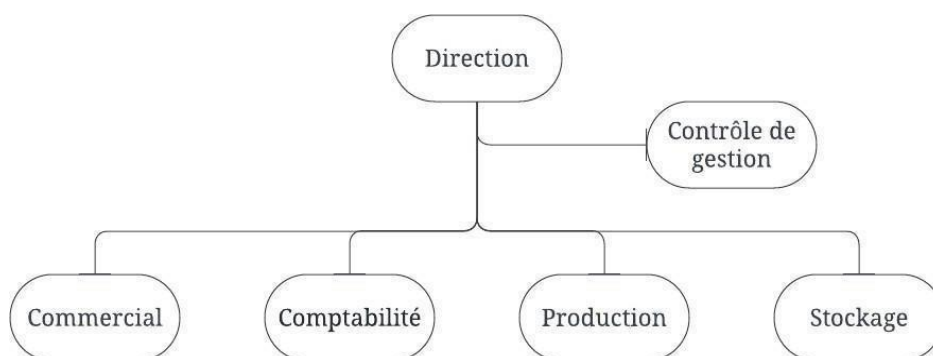 Direction
Contrôle de
gestion
Commercial
Comptabilité
Production
Stockage